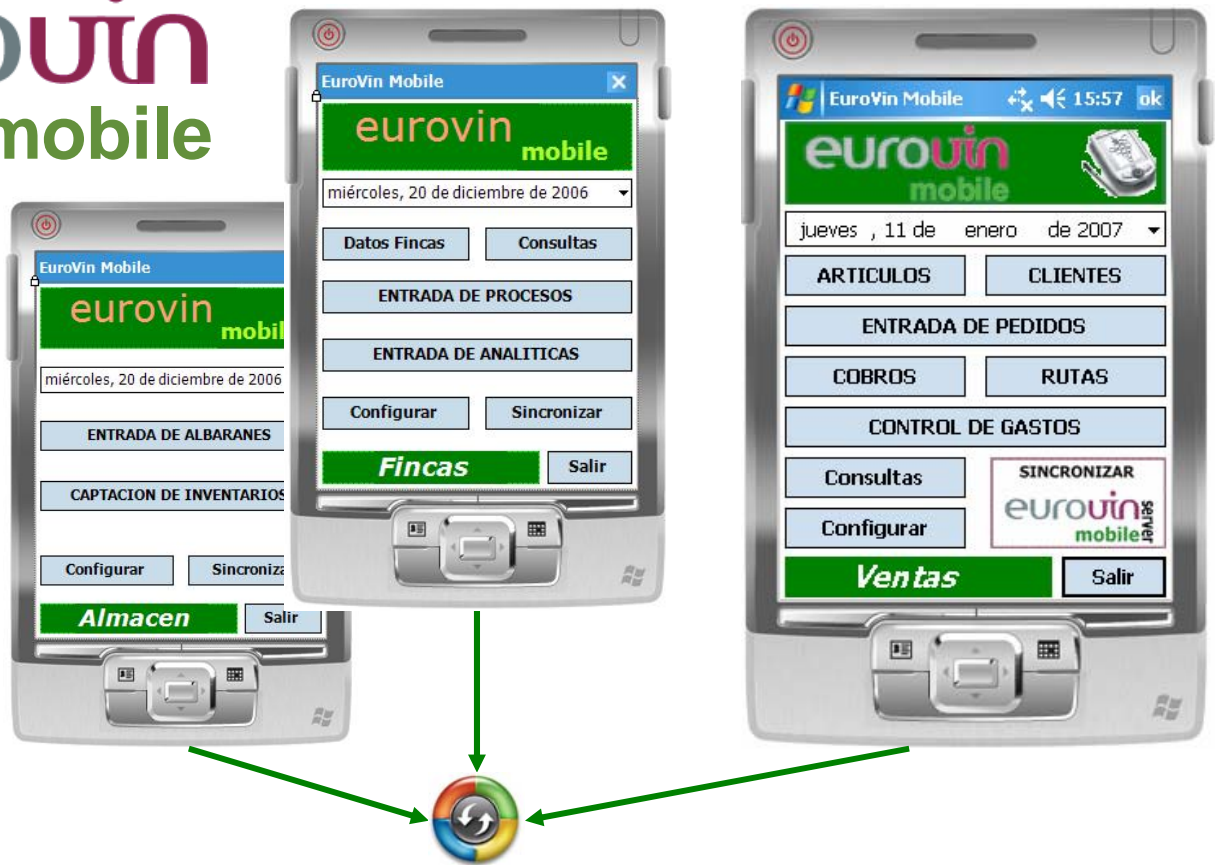 ouin
mobile
EuroVin Mobile
eurovin
mobile
miércoles, 20 de diciembre de 2006
Datos Fincas Consultas
ENTRADA DE PROCESOS
ENTRADA DE ANALITICAS
Configurar Sincronizar
Fincas Salir
EuroVin Mobile 15:57 ok
eurovin
mobile
jueves , 11 de enero de 2007
ARTICULOS CLIENTES
ENTRADA DE PEDIDOS
COBROS RUTAS
CONTROL DE GASTOS
Consultas
Configurar
SINCRONIZAR
eurovin
mobile
server
Ventas Salir
EuroVin Mobile
eurovin
mobil
miércoles, 20 de diciembre de 2006
ENTRADA DE ALBARANES
CAPTACION DE INVENTARIOS
Configurar Sincroniza
Almacen Salir